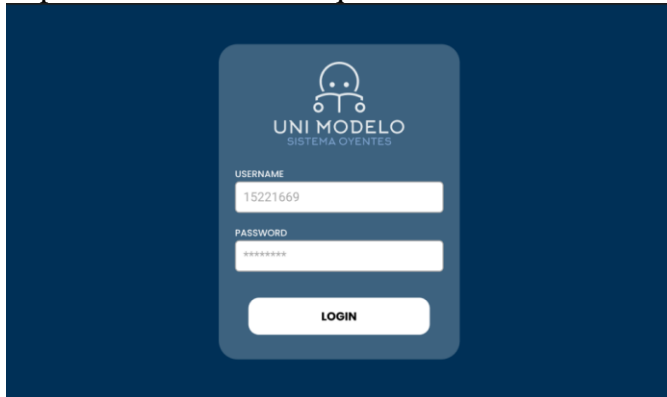 UNI MODELO
SISTEMA OYENTES
USERNAME
15221669
PASSWORD
********
LOGIN